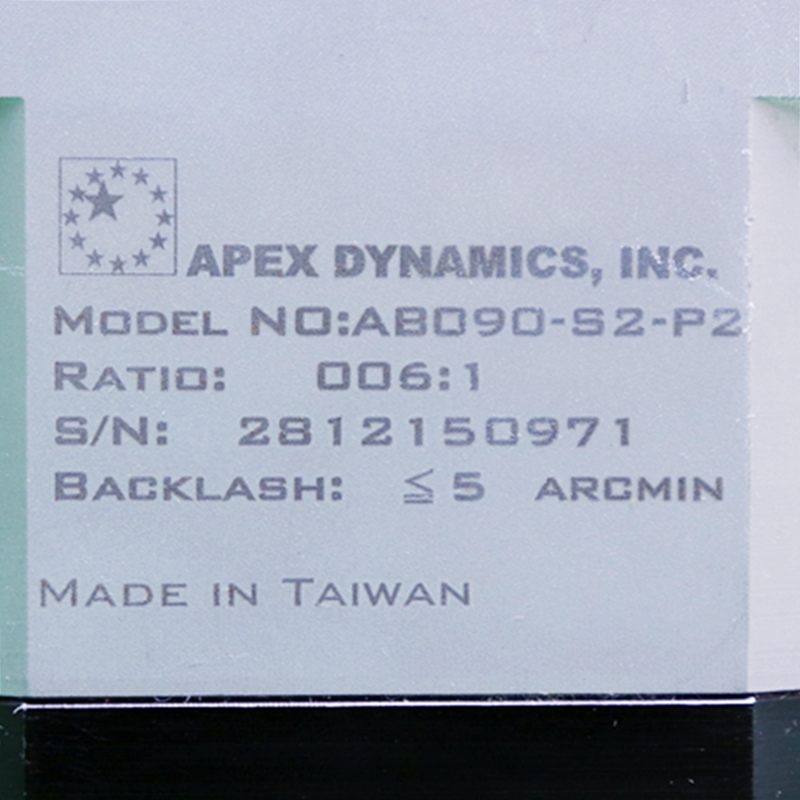 APEX DYNAMICS, INC.
MODEL NO:AB090-S2-P2
RATIO: 006:1
S/N: 2812150971
BACKLASH: ≦5 ARCMIN
MADE IN TAIWAN